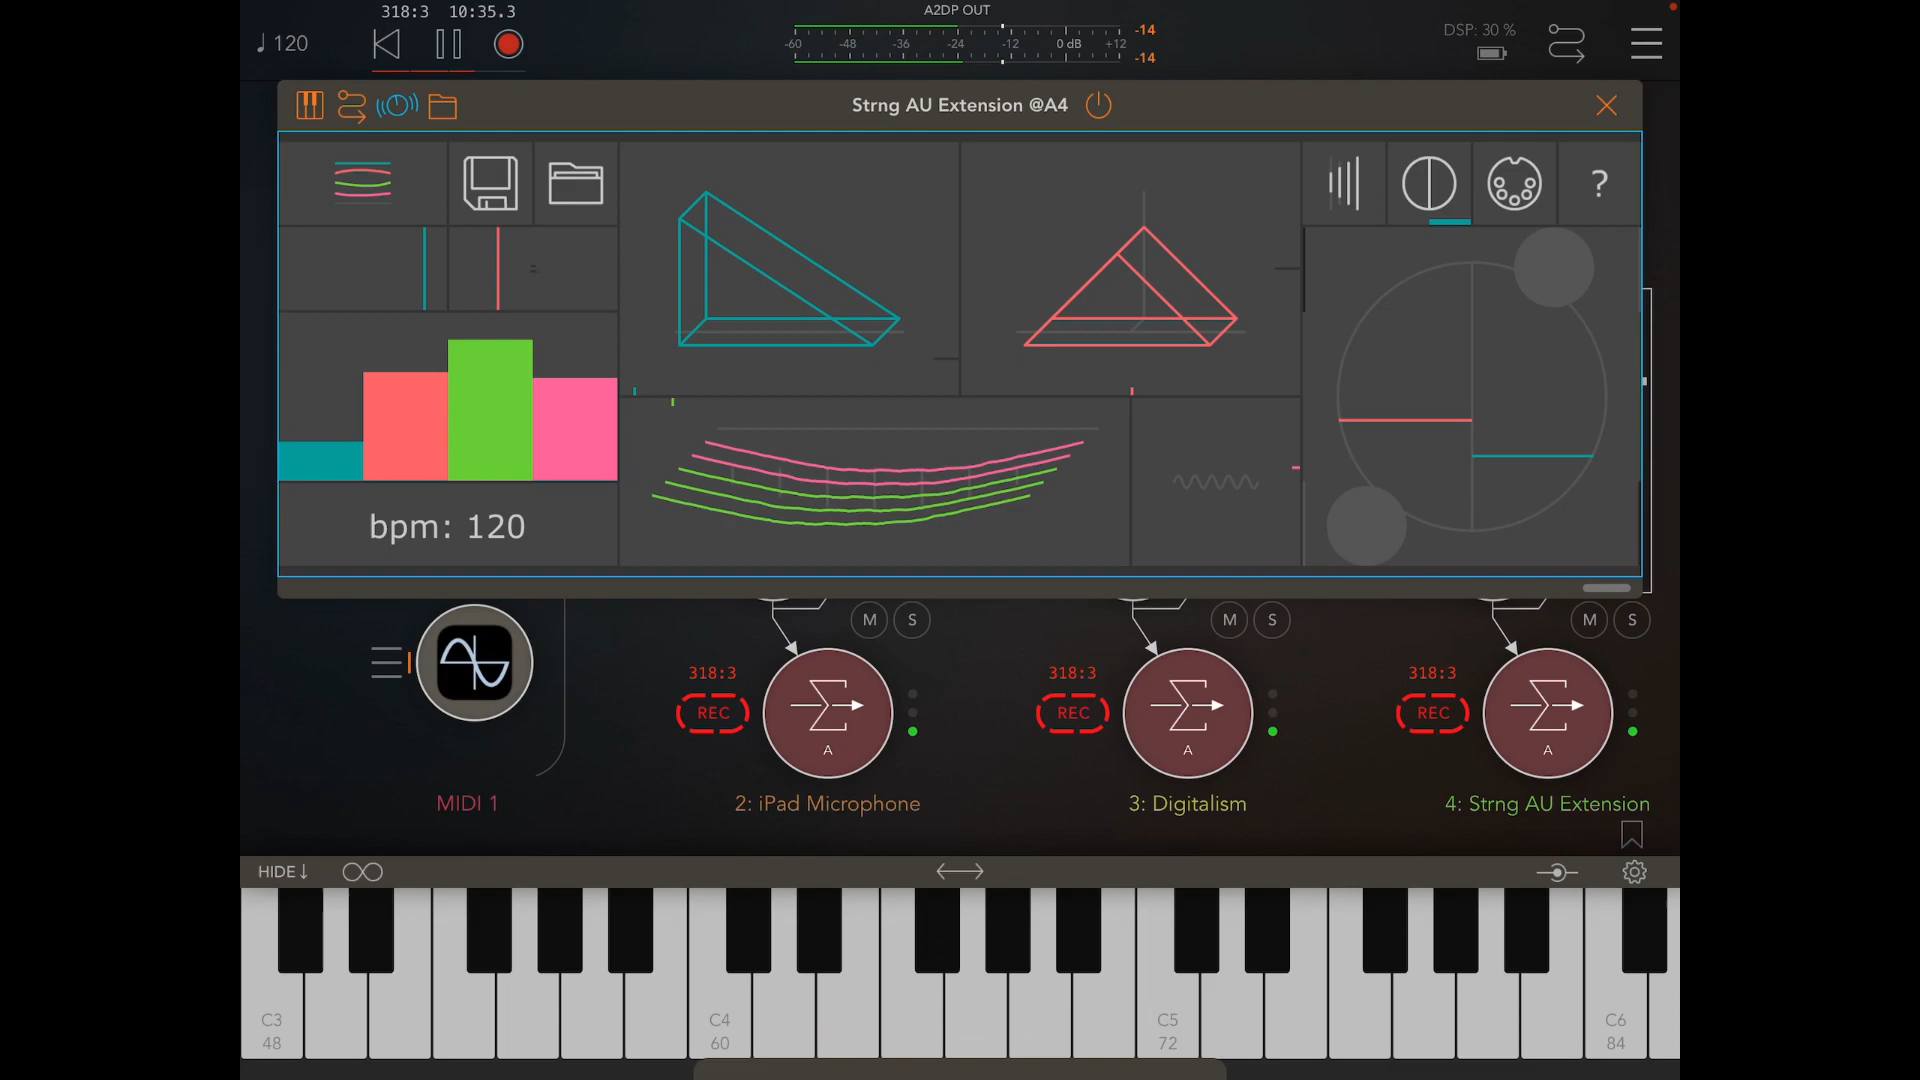 318:3 10:35.3
A2DP OUT
♩120
-60 -48 -36 -24 -12 0 dB +12
-14
-14
DSP: 30 %
Strng AU Extension @A4
?
bpm: 120
M S
M S
M S
318:3
REC
A
318:3
REC
A
318:3
REC
A
MIDI 1
2: iPad Microphone
3: Digitalism
4: Strng AU Extension
HIDE↓
C3
48
C4
60
C5
72
C6
84